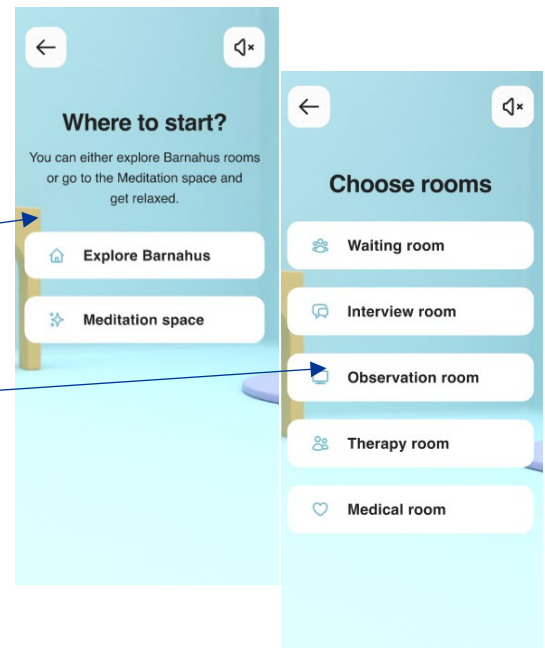 Where to start?
You can either explore Barnahus rooms
or go to the Meditation space and
get relaxed.
Explore Barnahus
Meditation space
Choose rooms
Waiting room
Interview room
Observation room
Therapy room
Medical room